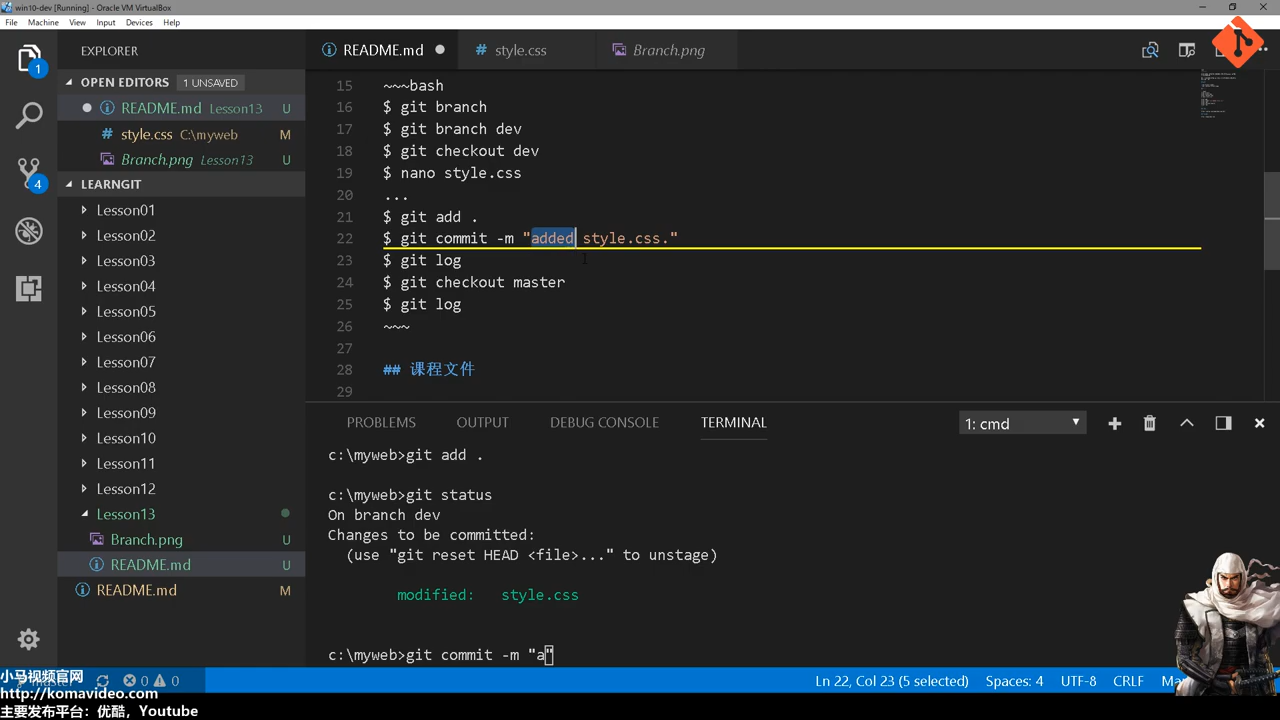 win10-dev [Running] - Oracle VM VirtualBox
File Machine View Input Devices Help
EXPLORER
OPEN EDITORS 1 UNSAVED
README.md Lesson13 U
style.css C:\myweb M
Branch.png Lesson13 U
LEARNGIT
Lesson01
Lesson02
Lesson03
Lesson04
Lesson05
Lesson06
Lesson07
Lesson08
Lesson09
Lesson10
Lesson11
Lesson12
Lesson13
Branch.png U
README.md U
README.md M
1
4
README.md style.css Branch.png
15 ~~~bash
16 $ git branch
17 $ git branch dev
18 $ git checkout dev
19 $ nano style.css
20 ...
21 $ git add .
22 $ git commit -m "added style.css."
23 $ git log
24 $ git checkout master
25 $ git log
26 ~~~
27
28 ## 课程文件
29
PROBLEMS OUTPUT DEBUG CONSOLE TERMINAL 1: cmd
c:\myweb>git add .
c:\myweb>git status
On branch dev
Changes to be committed:
(use "git reset HEAD <file>..." to unstage)
modified: style.css
c:\myweb>git commit -m "a"
0 0 Ln 22, Col 23 (5 selected) Spaces: 4 UTF-8 CRLF
小马视频官网
http://komavideo.com
主要发布平台：优酷，Youtube